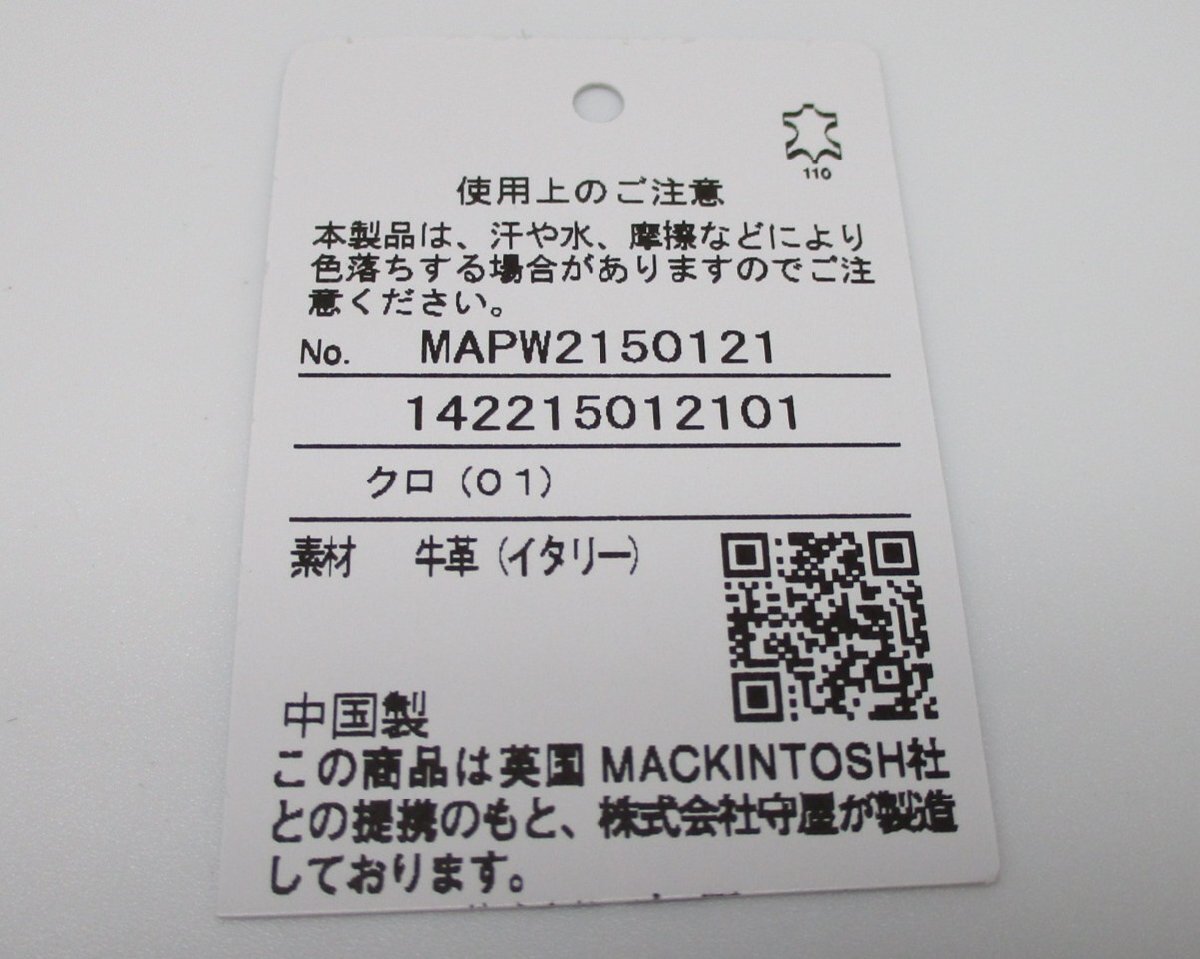 110
使用上のご注意
本製品は、汗や水、摩擦などにより
色落ちする場合がありますのでご注
意ください。
No. MAPW2150121
142215012101
クロ（01）
素材 牛革（イタリー）
中国製
この商品は英国 MACKINTOSH社
との提携のもと、株式会社守屋が製造
しております。